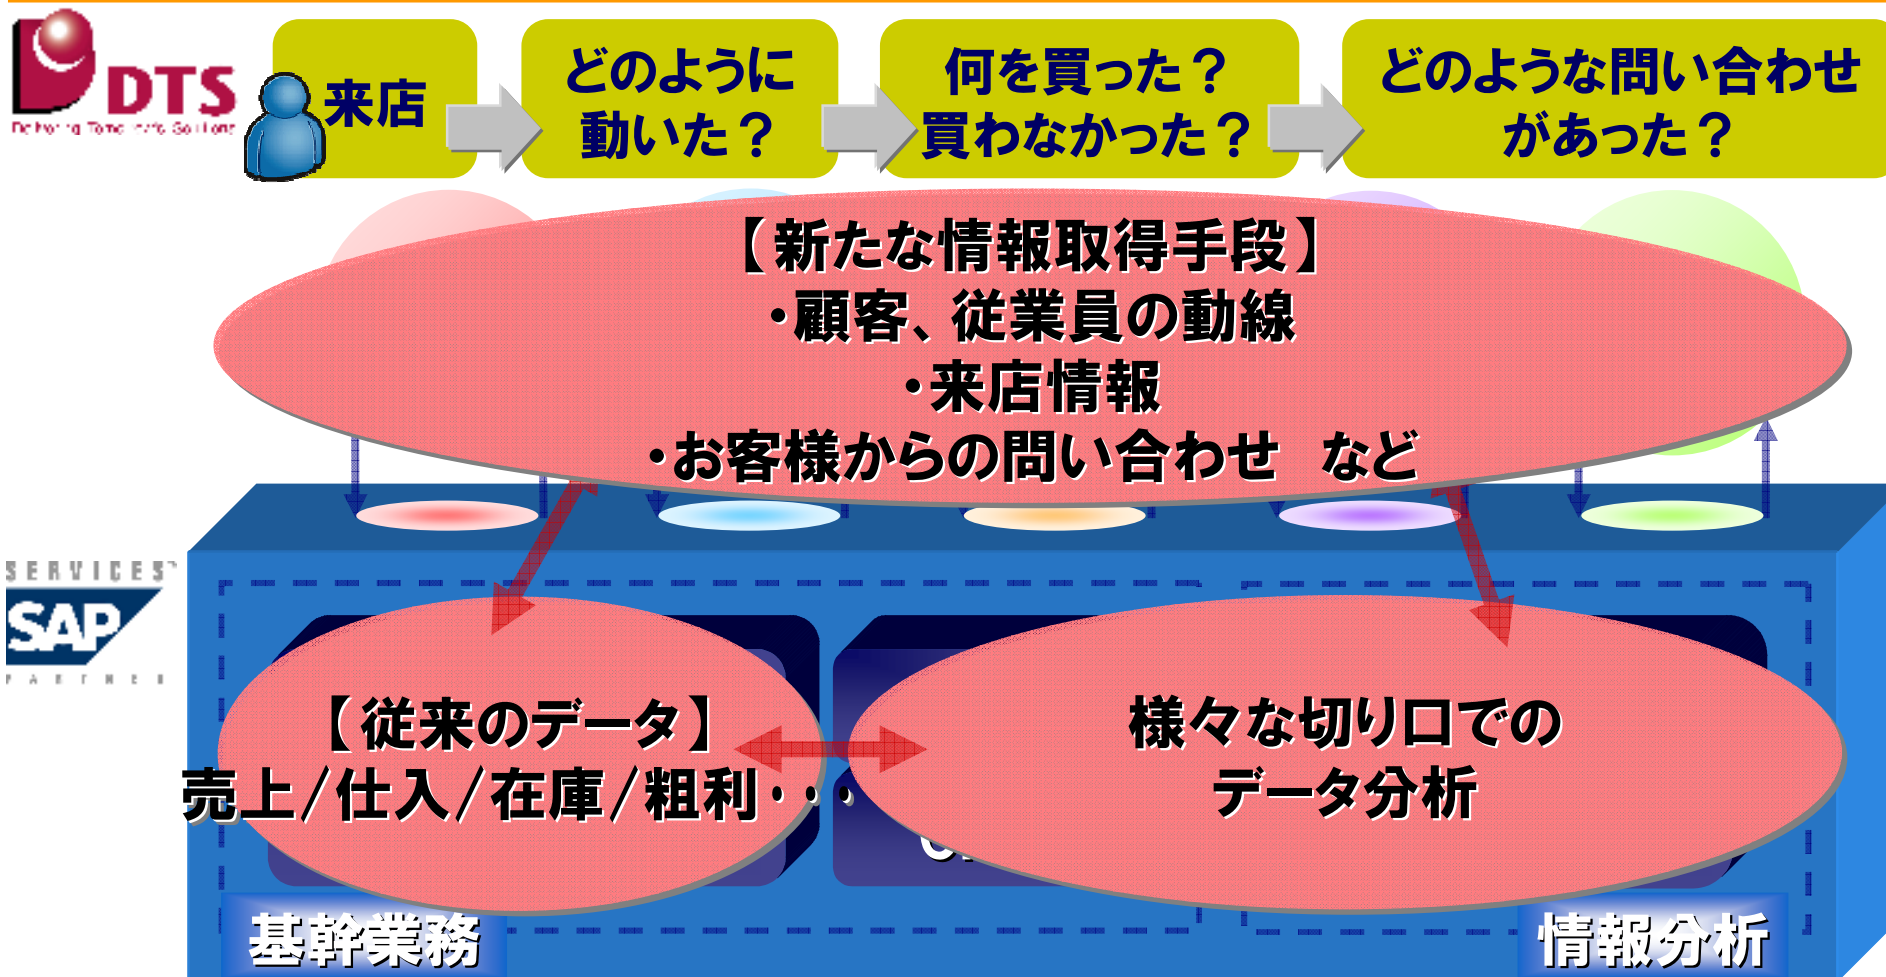 DTS
Delivering Tomorrow's Solutions
来店
どのように
動いた？
何を買った？
買わなかった？
どのような問い合わせ
があった？
【新たな情報取得手段】
・顧客、従業員の動線
・来店情報
・お客様からの問い合わせ　など
SERVICES
SAP
PARTNER
【従来のデータ】
売上/仕入/在庫/粗利・・・
様々な切り口での
データ分析
基幹業務
情報分析